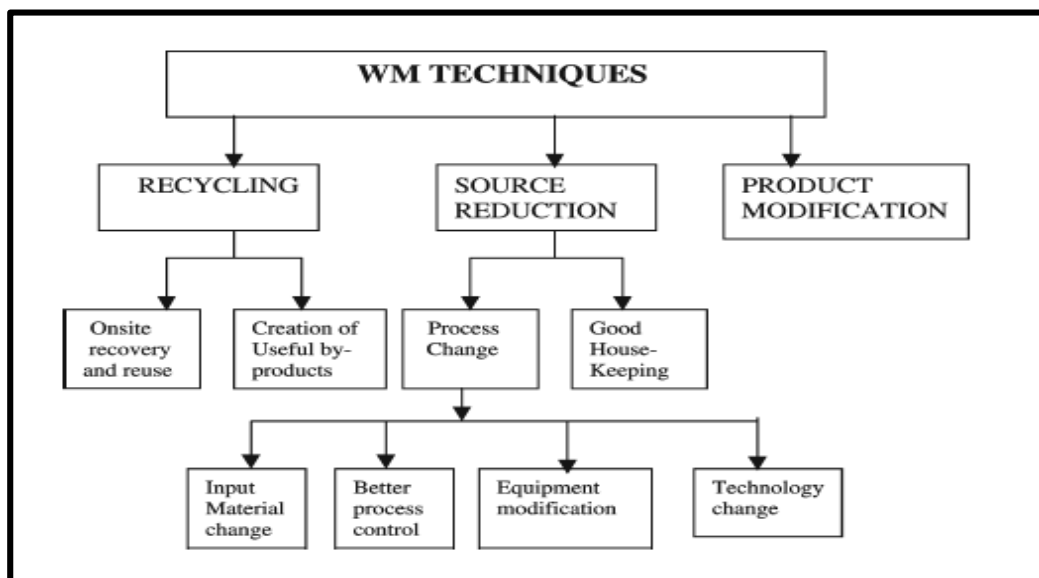 WM TECHNIQUES
RECYCLING
SOURCE
REDUCTION
PRODUCT
MODIFICATION
Onsite
recovery
and reuse
Creation of
Useful by-
products
Process
Change
Good
House-
Keeping
Input
Material
change
Better
process
control
Equipment
modification
Technology
change